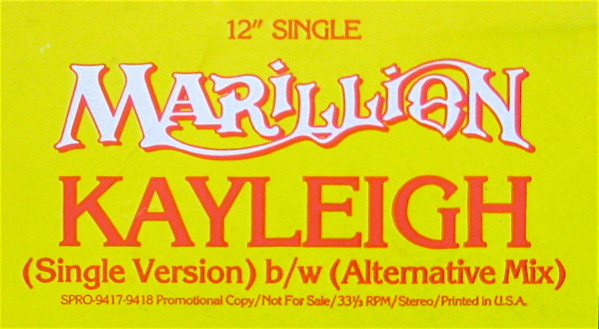 12" SINGLE
MARILLION
KAYLEIGH
(Single Version) b/w (Alternative Mix)
SPRO-9417-9418 Promotional Copy/Not For Sale/33⅓ RPM/Stereo/Printed in U.S.A.